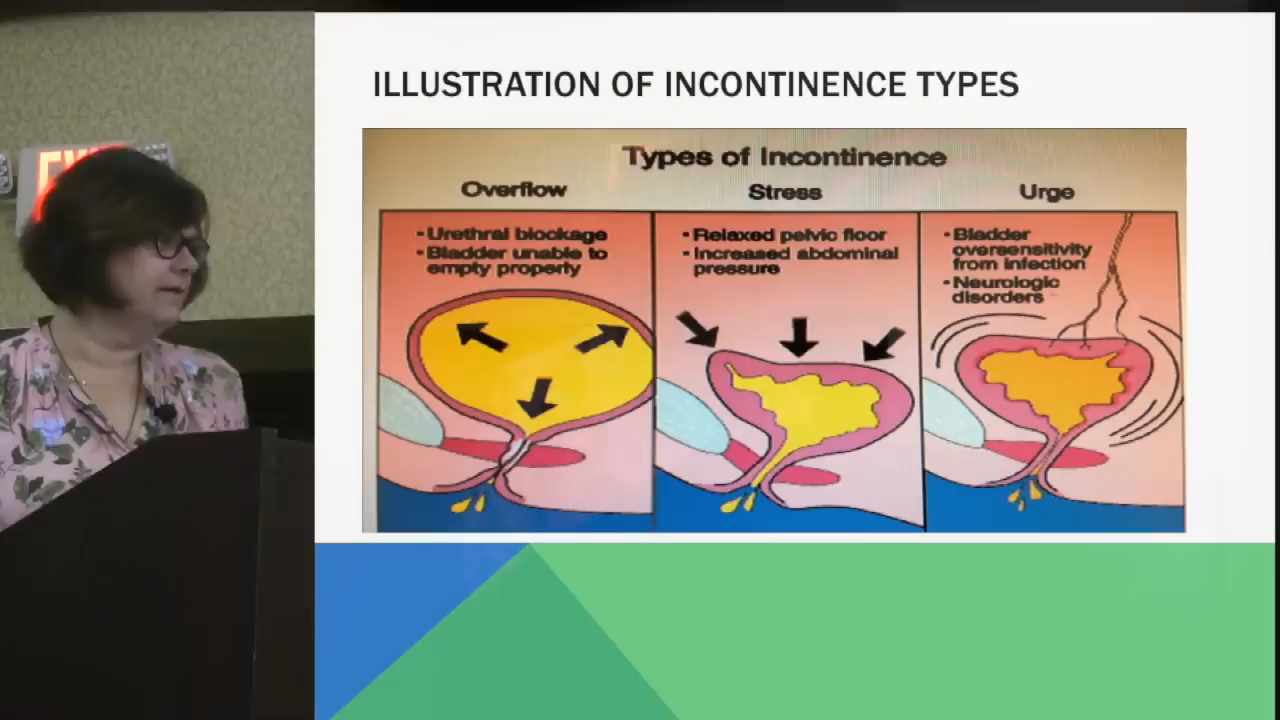 ILLUSTRATION OF INCONTINENCE TYPES
Types of Incontinence
Overflow
Stress
Urge
• Urethral blockage
• Bladder unable to
empty property
• Relaxed pelvic floor
• Increased abdominal
pressure
• Bladder
oversensitivity
from infection
• Neurologic
disorders